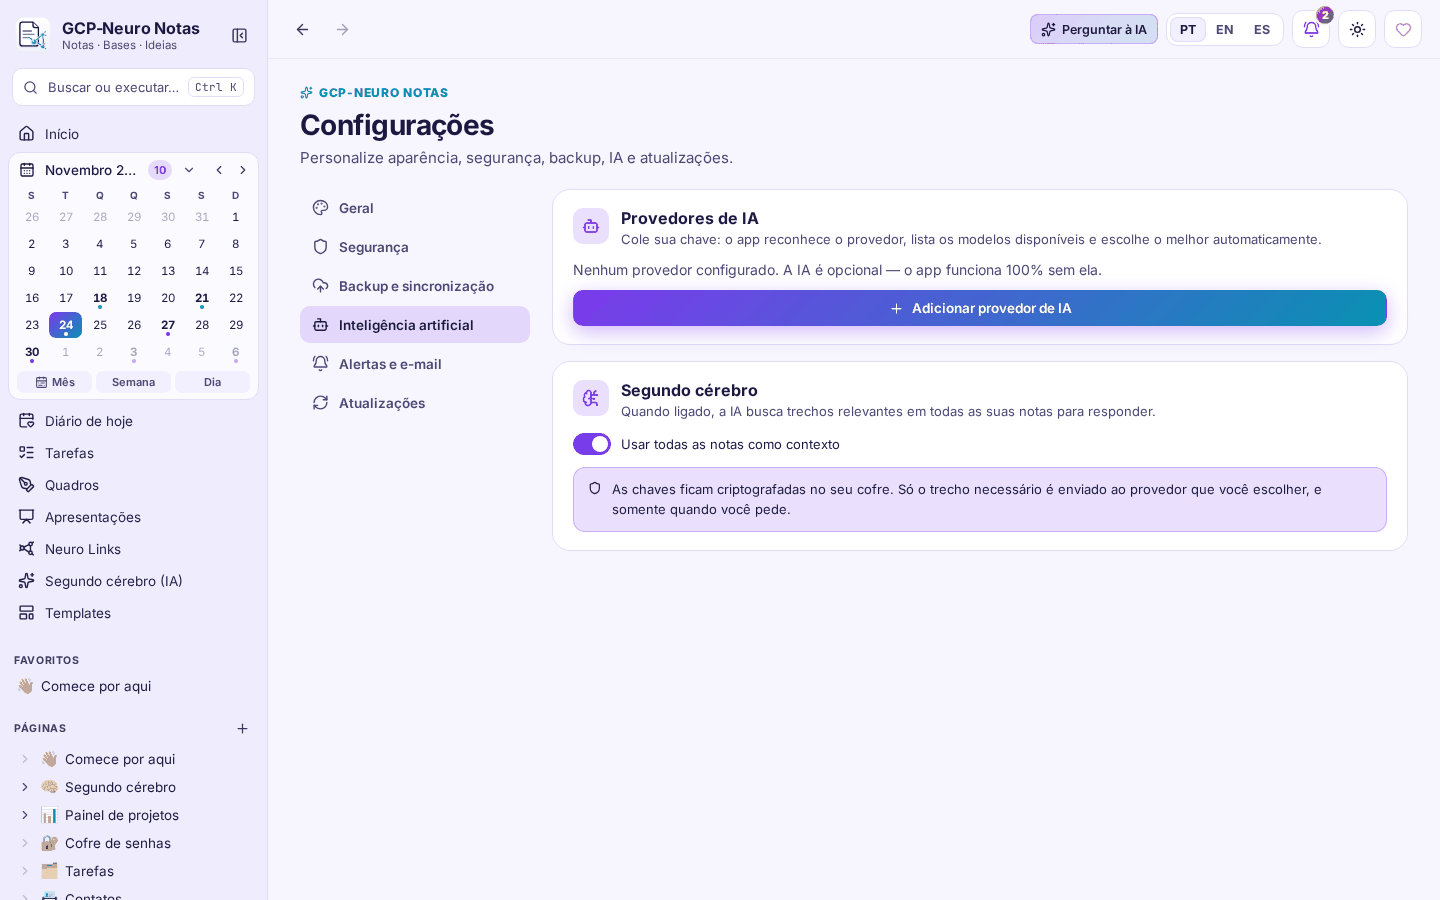 GCP-Neuro Notas
Notas · Bases · Ideias
Buscar ou executar... Ctrl K
Início
Novembro 2... 10
S T Q Q S S D
26 27 28 29 30 31 1
2 3 4 5 6 7 8
9 10 11 12 13 14 15
16 17 18 19 20 21 22
23 24 25 26 27 28 29
30 1 2 3 4 5 6
Mês Semana Dia
Diário de hoje
Tarefas
Quadros
Apresentações
Neuro Links
Segundo cérebro (IA)
Templates
FAVORITOS
Comece por aqui
PÁGINAS
Comece por aqui
Segundo cérebro
Painel de projetos
Cofre de senhas
Tarefas
Contatos
Perguntar à IA PT EN ES 2
GCP-NEURO NOTAS
Configurações
Personalize aparência, segurança, backup, IA e atualizações.
Geral
Segurança
Backup e sincronização
Inteligência artificial
Alertas e e-mail
Atualizações
Provedores de IA
Cole sua chave: o app reconhece o provedor, lista os modelos disponíveis e escolhe o melhor automaticamente.
Nenhum provedor configurado. A IA é opcional — o app funciona 100% sem ela.
Adicionar provedor de IA
Segundo cérebro
Quando ligado, a IA busca trechos relevantes em todas as suas notas para responder.
Usar todas as notas como contexto
As chaves ficam criptografadas no seu cofre. Só o trecho necessário é enviado ao provedor que você escolher, e
somente quando você pede.